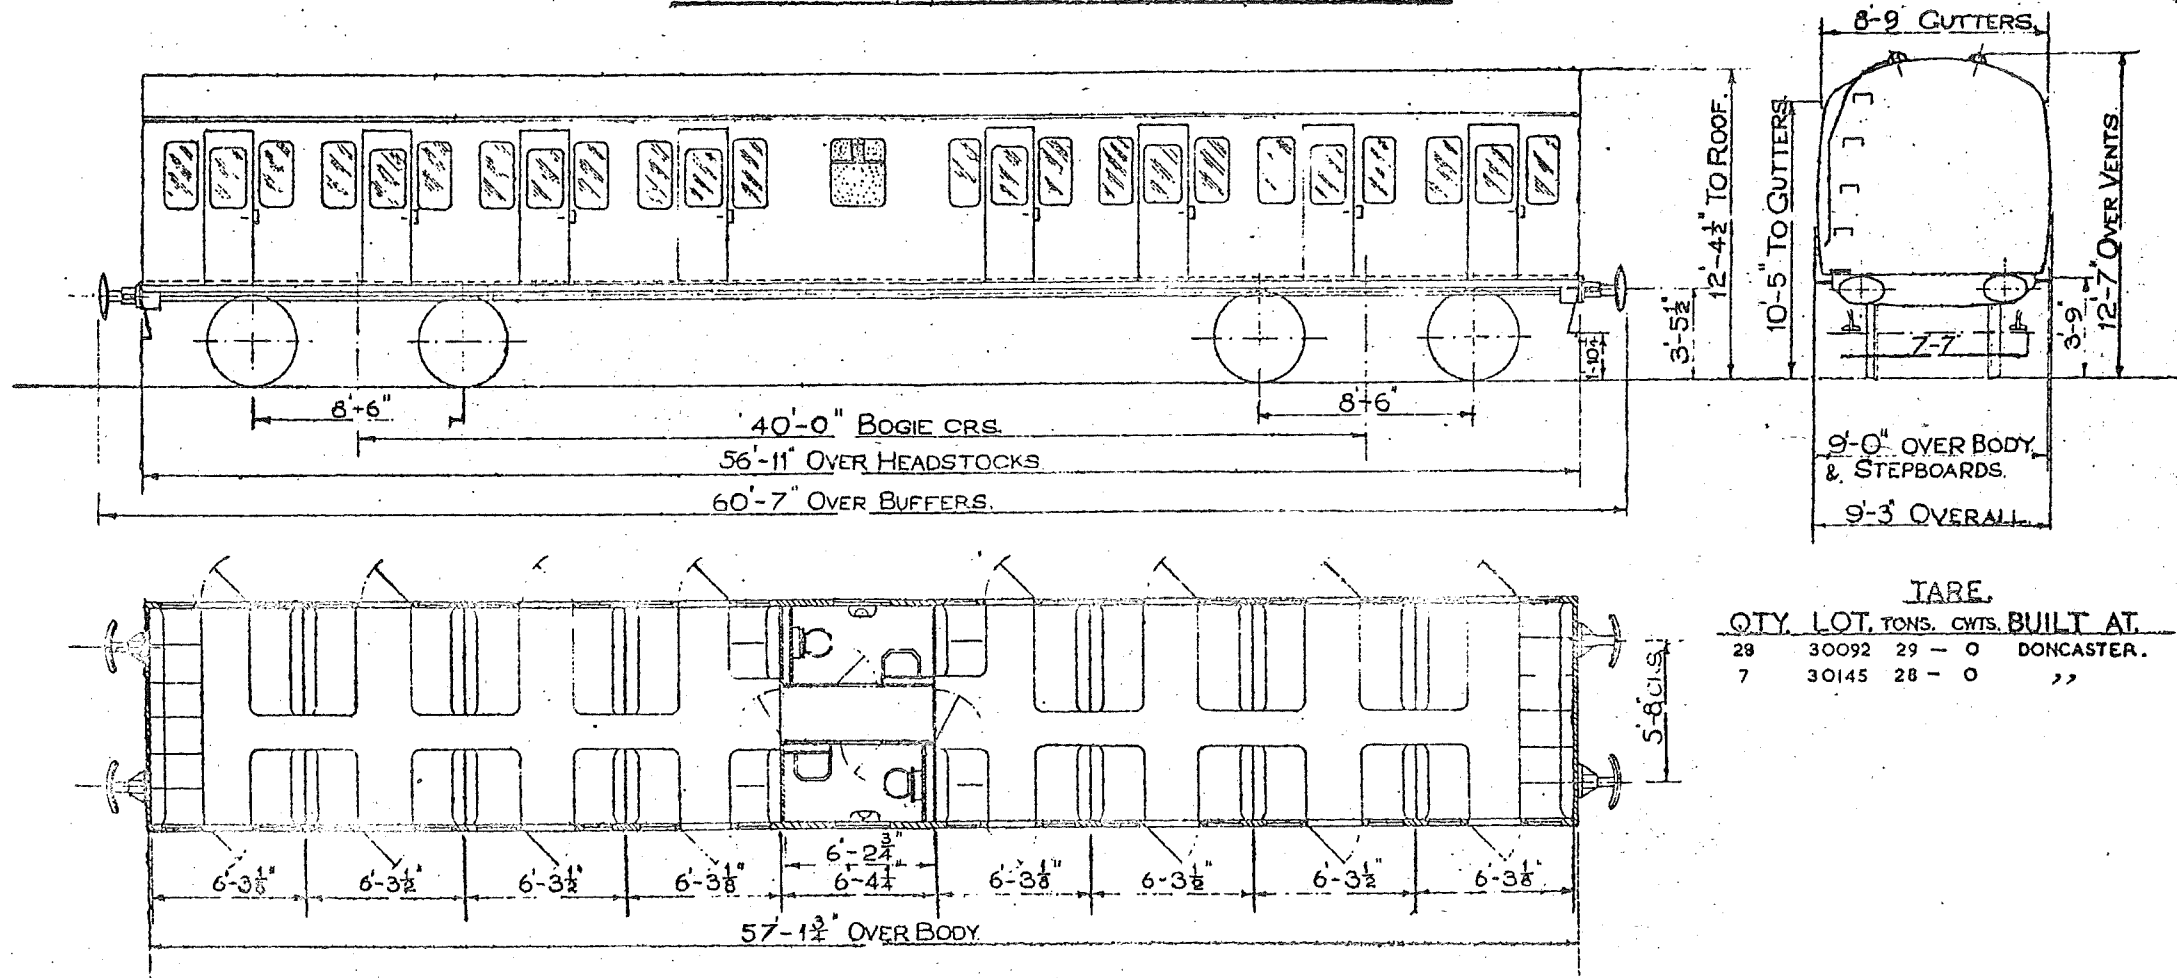 8'-9" GUTTERS.
12'-4½" TO ROOF.
10'-5" TO GUTTERS.
12'-7" OVER VENTS.
3'-5½"
3'-9"
7'-7"
8'-6"
8'-6"
40'-0" BOGIE CRS.
56'-11" OVER HEADSTOCKS
60'-7" OVER BUFFERS.
9'-0" OVER BODY
& STEPBOARDS.
9'-3" OVERALL.
TARE.
QTY. LOT. TONS. CWTS. BUILT AT.
28 30092 29 - 0 DONCASTER.
7 30145 28 - 0 ,,
5'-8" C'S.
6'-2¾"
6'-3⅛" 6'-3½" 6'-3½" 6'-3⅛" 6'-4¼" 6'-3⅛" 6'-3½" 6'-3½" 6'-3⅛"
57'-1¾" OVER BODY.